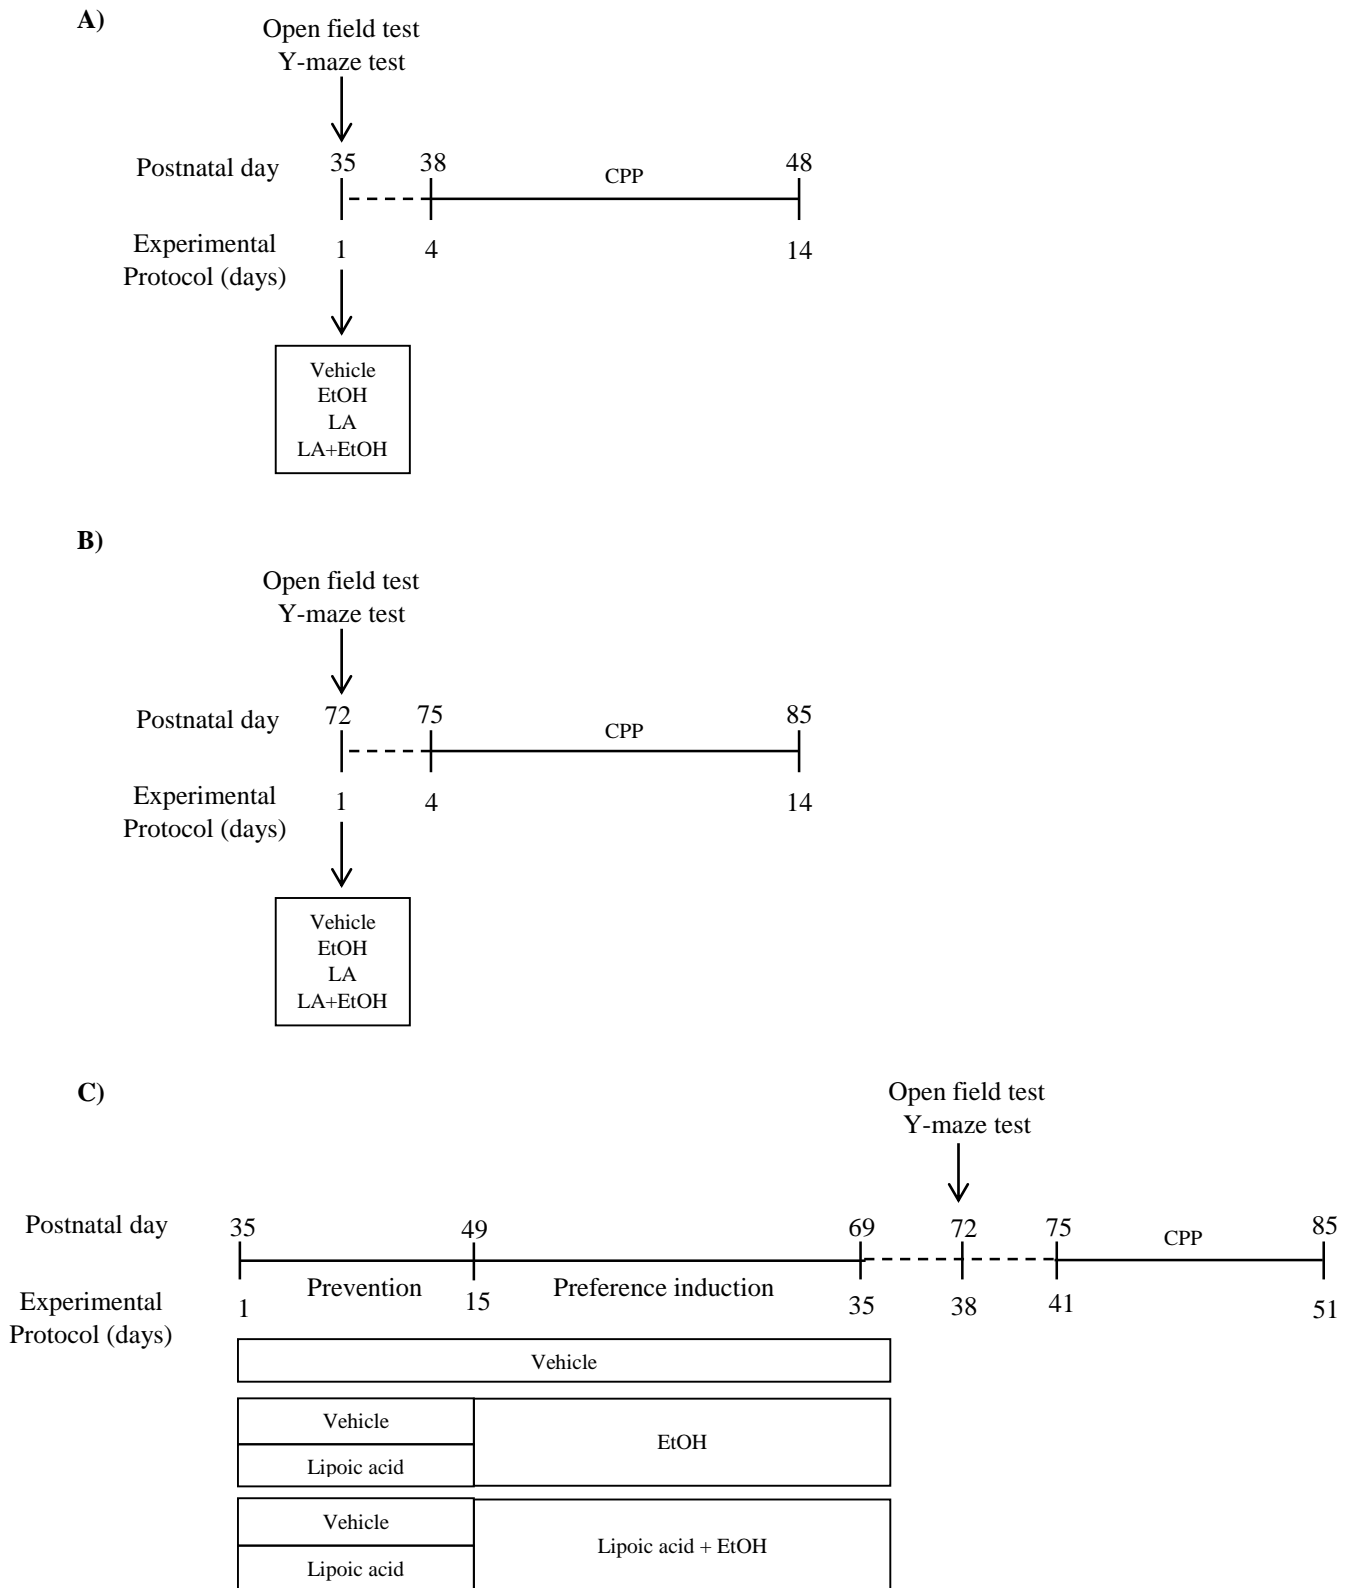 A)
Open field test
Y-maze test
Postnatal day 35 38 CPP 48
Experimental
Protocol (days) 1 4 14
Vehicle
EtOH
LA
LA+EtOH
B)
Open field test
Y-maze test
Postnatal day 72 75 CPP 85
Experimental
Protocol (days) 1 4 14
Vehicle
EtOH
LA
LA+EtOH
C)
Open field test
Y-maze test
Postnatal day 35 49 69 72 75 CPP 85
Prevention Preference induction
Experimental
Protocol (days) 1 15 35 38 41 51
Vehicle
Vehicle
EtOH
Lipoic acid
Vehicle
Lipoic acid + EtOH
Lipoic acid